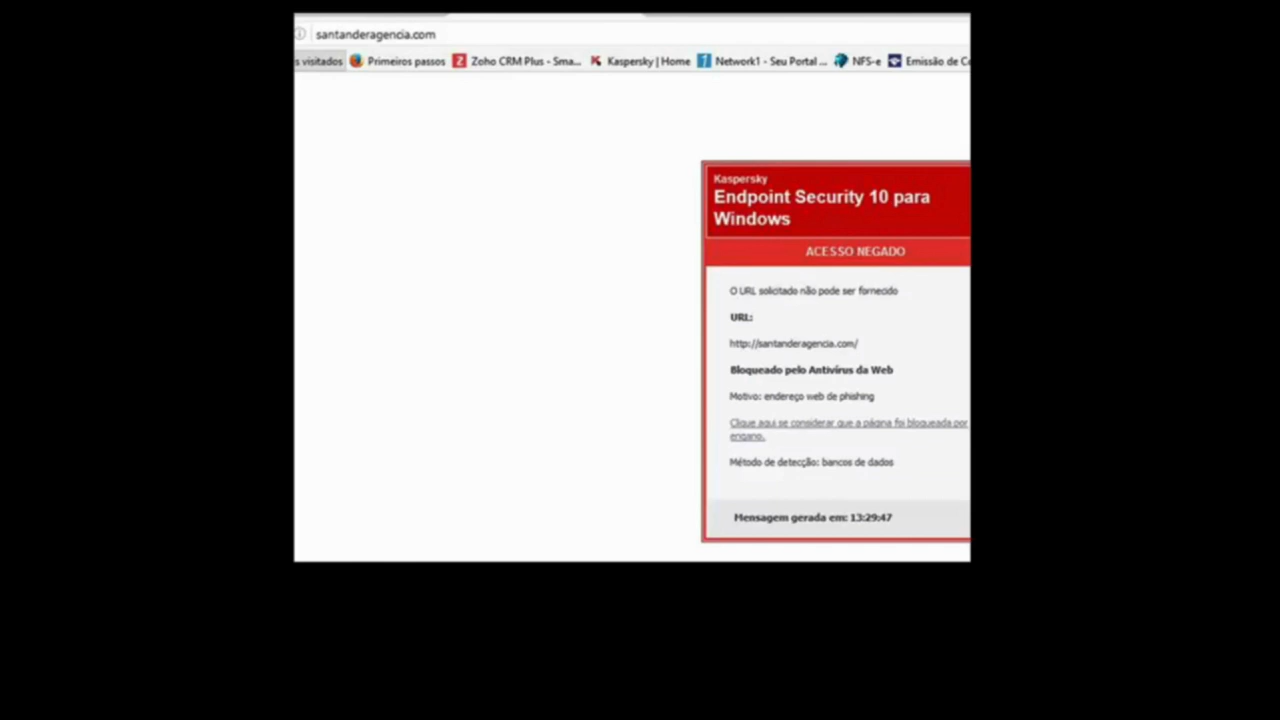 santanderagencia.com
s visitados Primeiros passos Zoho CRM Plus - Sma... Kaspersky | Home Network1 - Seu Portal ... NFS-e Emissão de Co
Kaspersky
Endpoint Security 10 para
Windows
ACESSO NEGADO
O URL solicitado não pode ser fornecido
URL:
http://santanderagencia.com/
Bloqueado pelo Antivírus da Web
Motivo: endereço web de phishing
Clique aqui se considerar que a página foi bloqueada por
engano.
Método de detecção: bancos de dados
Mensagem gerada em: 13:29:47